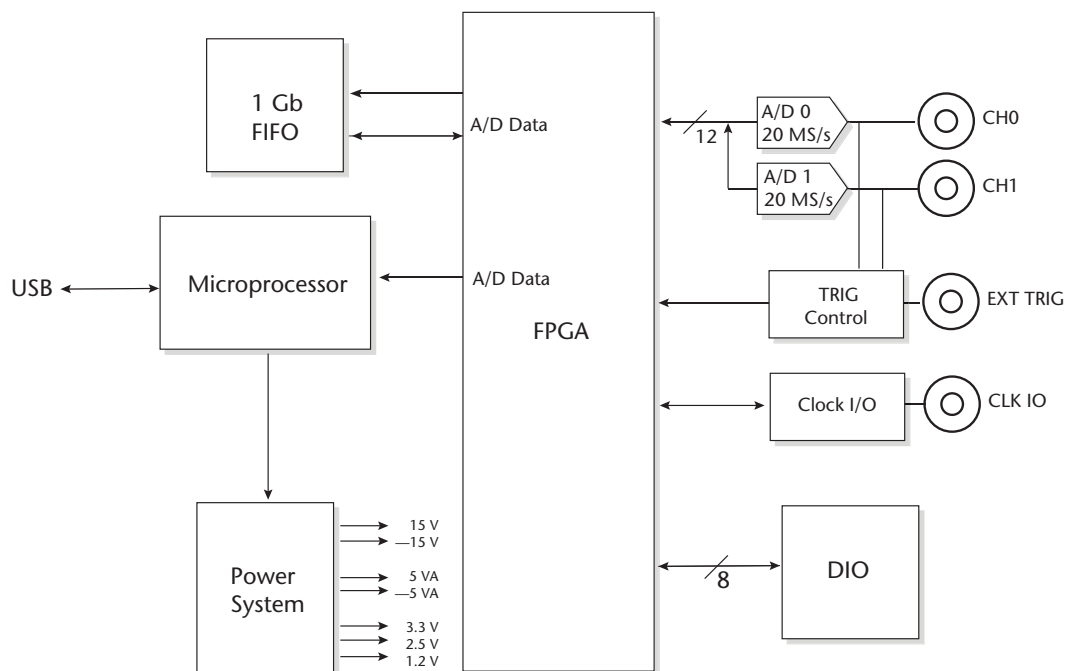 1 Gb
FIFO
A/D Data
A/D 0
20 MS/s
CH0
12
A/D 1
20 MS/s
CH1
USB
Microprocessor
A/D Data
FPGA
TRIG
Control
EXT TRIG
Clock I/O
CLK IO
Power
System
15 V
—15 V
5 VA
—5 VA
3.3 V
2.5 V
1.2 V
8
DIO